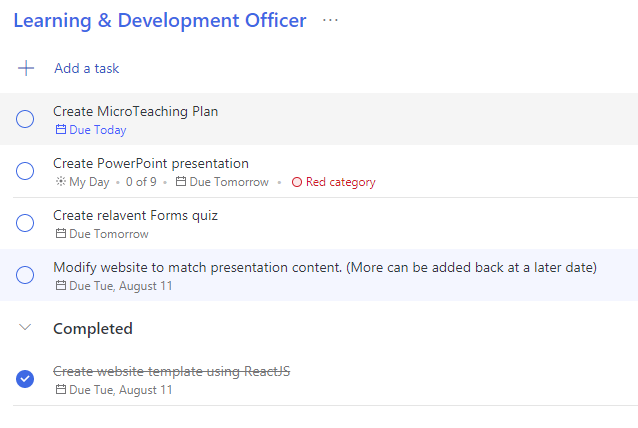 Learning & Development Officer ...
Add a task
Create MicroTeaching Plan
Due Today
Create PowerPoint presentation
My Day • 0 of 9 • Due Tomorrow • Red category
Create relavent Forms quiz
Due Tomorrow
Modify website to match presentation content. (More can be added back at a later date)
Due Tue, August 11
Completed
Create website template using ReactJS
Due Tue, August 11